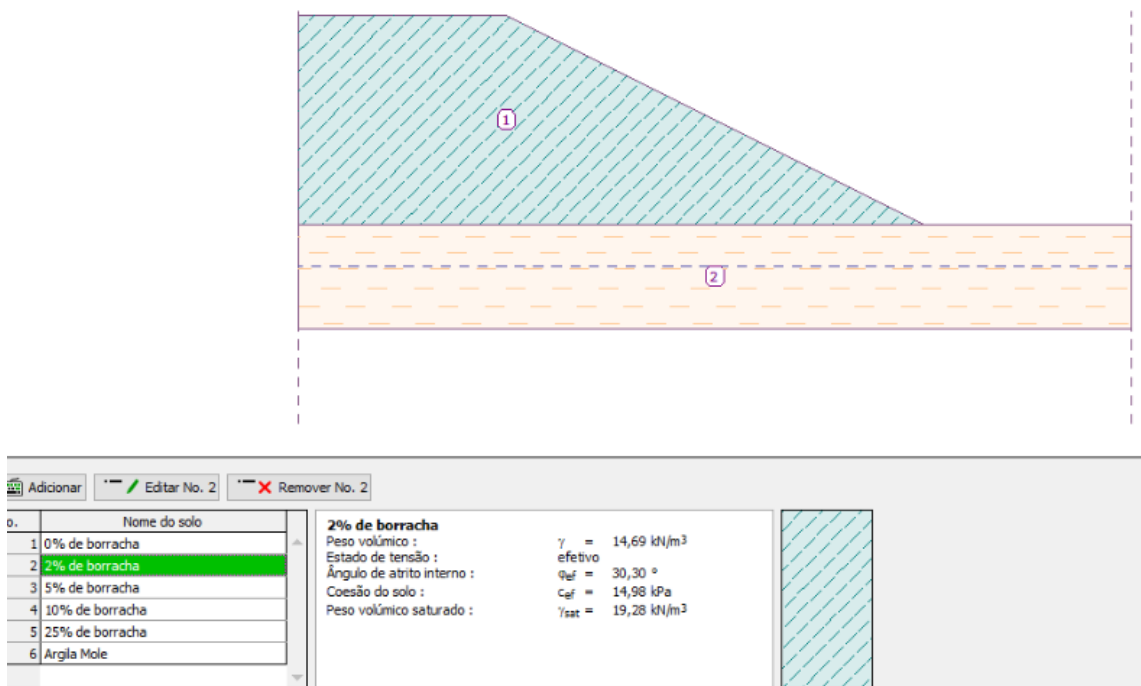 1
2
Adicionar Editar No. 2 Remover No. 2
o. Nome do solo
1 0% de borracha
2 2% de borracha
3 5% de borracha
4 10% de borracha
5 25% de borracha
6 Argila Mole
2% de borracha
Peso volúmico : γ = 14,69 kN/m3
Estado de tensão : efetivo
Ângulo de atrito interno : φef = 30,30 °
Coesão do solo : cef = 14,98 kPa
Peso volúmico saturado : γsat = 19,28 kN/m3